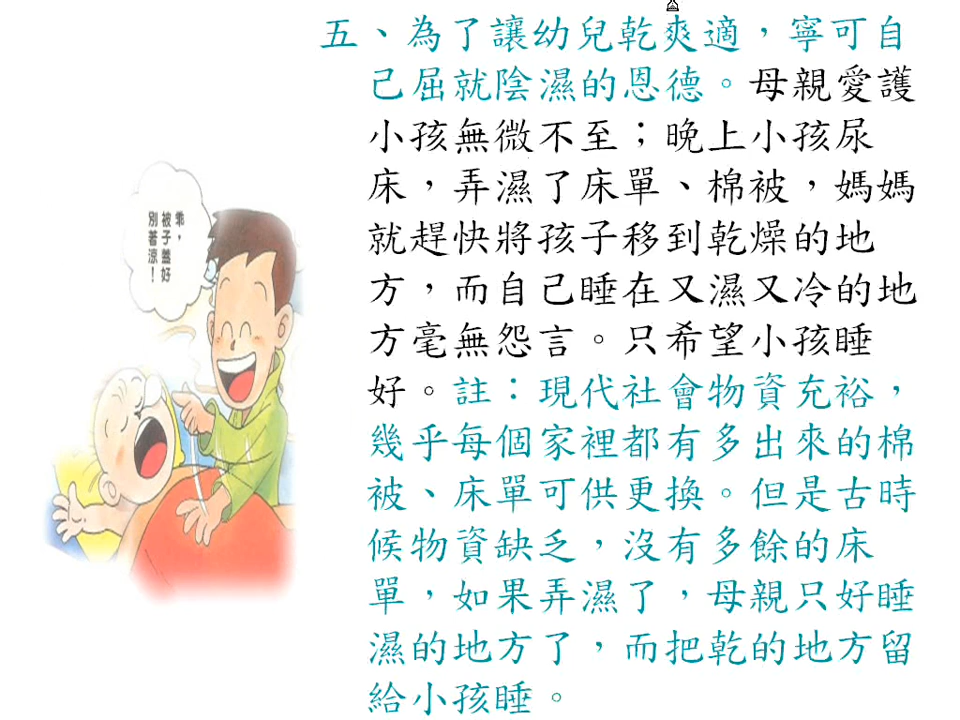 五、為了讓幼兒乾爽適，寧可自
己屈就陰濕的恩德。母親愛護
小孩無微不至；晚上小孩尿
床，弄濕了床單、棉被，媽媽
就趕快將孩子移到乾燥的地
方，而自己睡在又濕又冷的地
方毫無怨言。只希望小孩睡
好。註：現代社會物資充裕，
幾乎每個家裡都有多出來的棉
被、床單可供更換。但是古時
候物資缺乏，沒有多餘的床
單，如果弄濕了，母親只好睡
濕的地方了，而把乾的地方留
給小孩睡。
乖，
被子蓋好
別著涼！